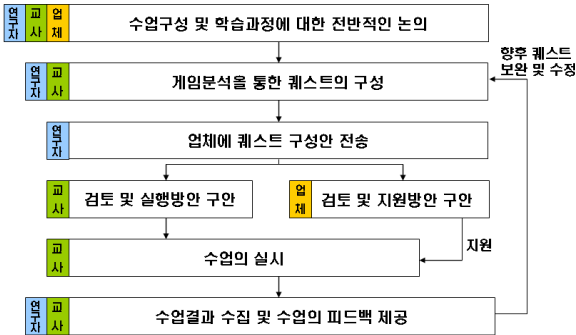 연구자 교사 업체 수업구성 및 학습과정에 대한 전반적인 논의
향후 퀘스트
보완 및 수정
연구자 교사 게임분석을 통한 퀘스트의 구성
연구자 업체에 퀘스트 구성안 전송
교사 검토 및 실행방안 구안
업체 검토 및 지원방안 구안
지원
교사 수업의 실시
연구자 교사 수업결과 수집 및 수업의 피드백 제공